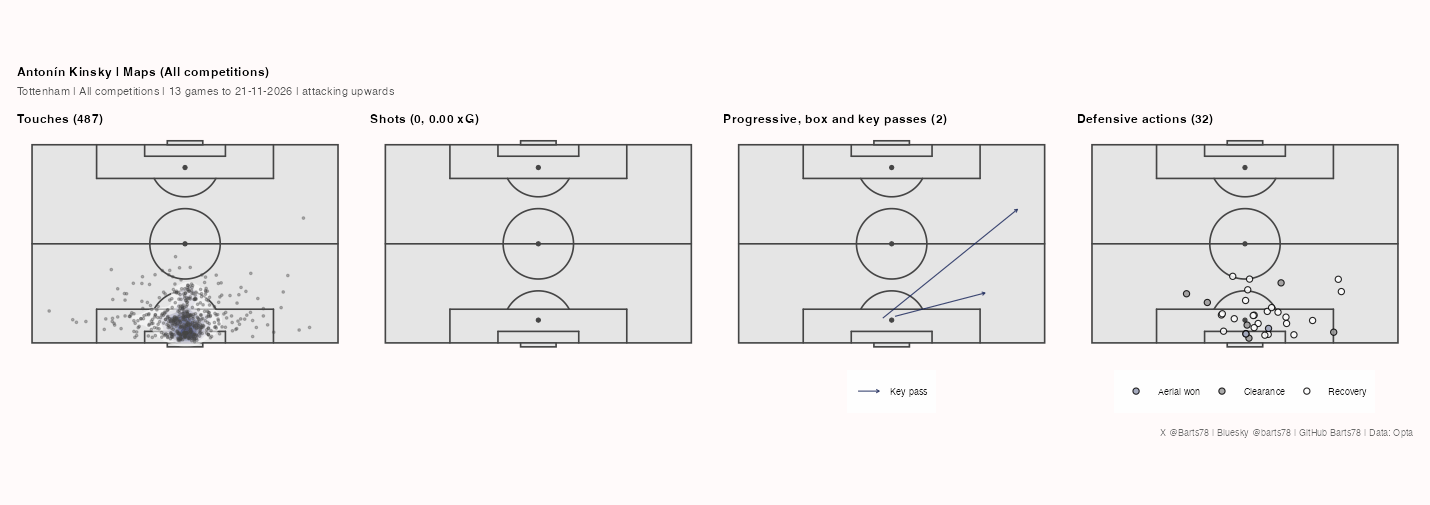 Antonín Kinsky | Maps (All competitions)
Tottenham | All competitions | 13 games to 21-11-2026 | attacking upwards
Touches (487)
Shots (0, 0.00 xG)
Progressive, box and key passes (2)
Defensive actions (32)
Key pass
Aerial won
Clearance
Recovery
X @Barts78 | Bluesky @barts78 | GitHub Barts78 | Data: Opta